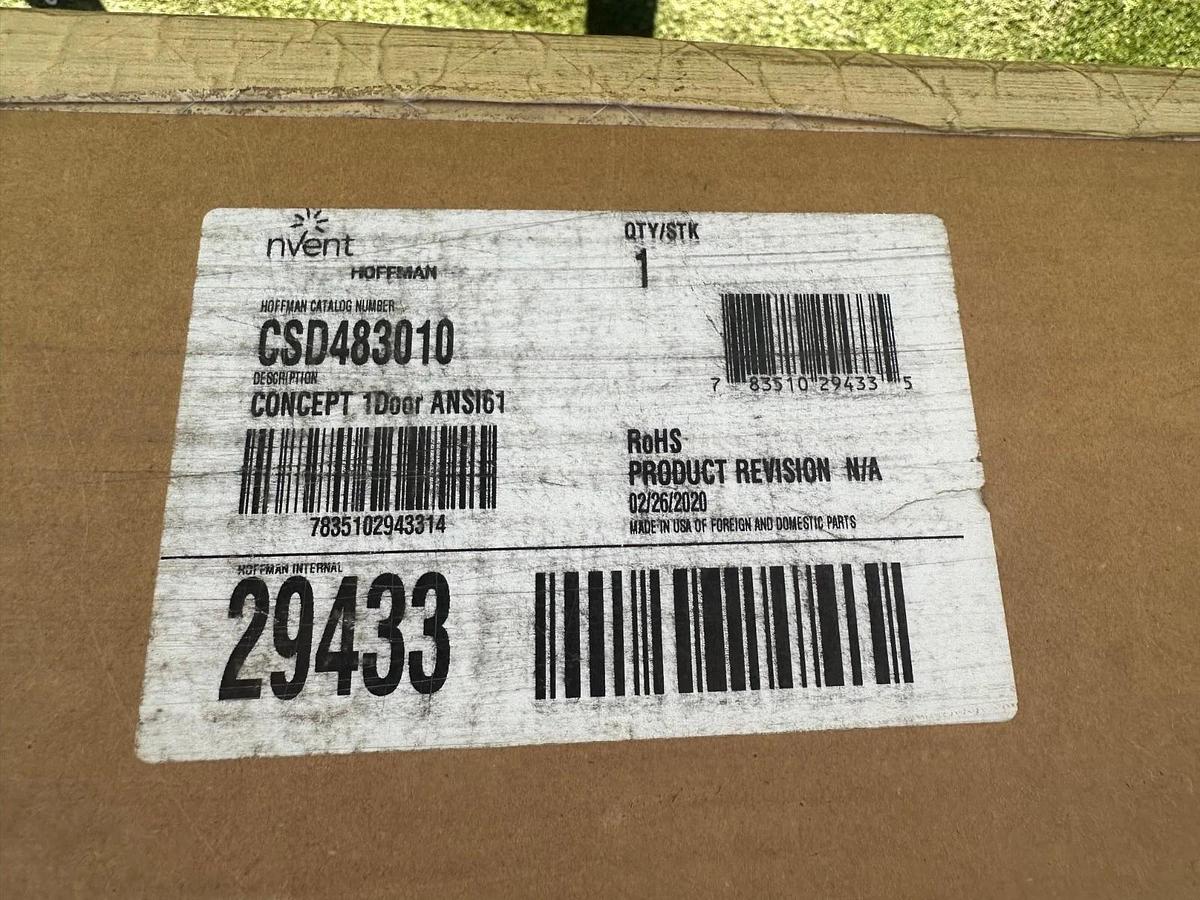 nVent
HOFFMAN
QTY/STK
1
HOFFMAN CATALOG NUMBER
CSD483010
DESCRIPTION
CONCEPT 1Door ANSI61
7 83510 29433 5
7835102943314
RoHS
PRODUCT REVISION N/A
02/26/2020
MADE IN USA OF FOREIGN AND DOMESTIC PARTS
HOFFMAN INTERNAL
29433